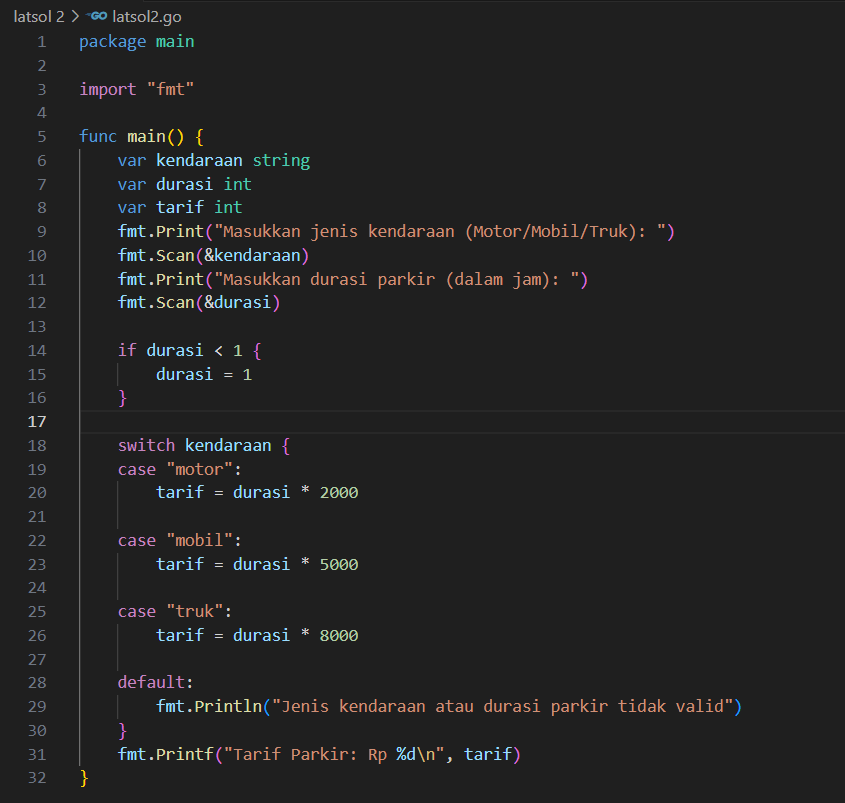 latsol 2 > GO latsol2.go
1 package main
2
3 import "fmt"
4
5 func main() {
6 var kendaraan string
7 var durasi int
8 var tarif int
9 fmt.Print("Masukkan jenis kendaraan (Motor/Mobil/Truk): ")
10 fmt.Scan(&kendaraan)
11 fmt.Print("Masukkan durasi parkir (dalam jam): ")
12 fmt.Scan(&durasi)
13
14 if durasi < 1 {
15 durasi = 1
16 }
17
18 switch kendaraan {
19 case "motor":
20 tarif = durasi * 2000
21
22 case "mobil":
23 tarif = durasi * 5000
24
25 case "truk":
26 tarif = durasi * 8000
27
28 default:
29 fmt.Println("Jenis kendaraan atau durasi parkir tidak valid")
30 }
31 fmt.Printf("Tarif Parkir: Rp %d\n", tarif)
32 }